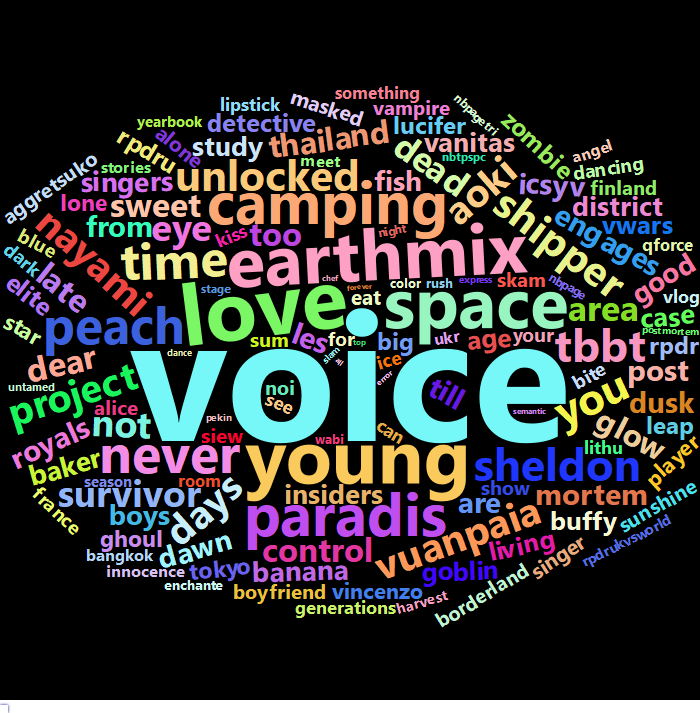 something
lipstick
masked
vampire
nbpagetri
yearbook
alone
detective
lucifer
zombie
rpdru
study
thailand
vanitas
angel
aggretsuko
stories
meet
dead
aoki
nbtpspc
dancing
singers
unlocked
fish
icsyv
finland
lone
sweet
camping
shipper
district
nayami
from
eye
kiss
too
night
earthmix
engages
vwars
qforce
blue
dark
late
time
chef
color
rush
express
skam
nbpage
good
vlog
elite
stage
love
forever
eat
space
area
case
postmortem
star
peach
les
for
top
big
ukr
age
your
tbbt
rpdr
dance
sum
slam
all
ice
dear
untamed
voice
error
bite
post
project
noi
see
till
you
dusk
alice
pekin
semantic
royals
not
siew
wabi
can
glow
leap
baker
never
young
sheldon
lithu
player
france
season
survivor
room
insiders
show
mortem
sunshine
boys
days
paradis
are
buffy
ghoul
bangkok
dawn
control
vuanpaia
living
singer
rpdrukvsworld
innocence
tokyo
banana
goblin
enchante
boyfriend
vincenzo
borderland
generations
harvest